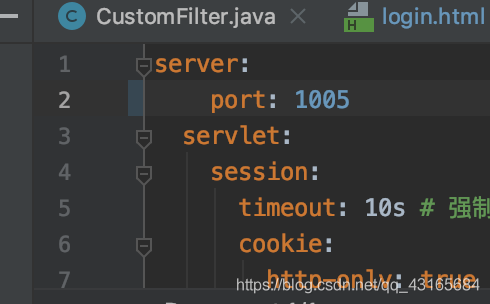 CustomFilter.java login.html
1 server:
2 port: 1005
3 servlet:
4 session:
5 timeout: 10s # 强制
6 cookie:
7 http-only: true
https://blog.csdn.net/qq_43165684